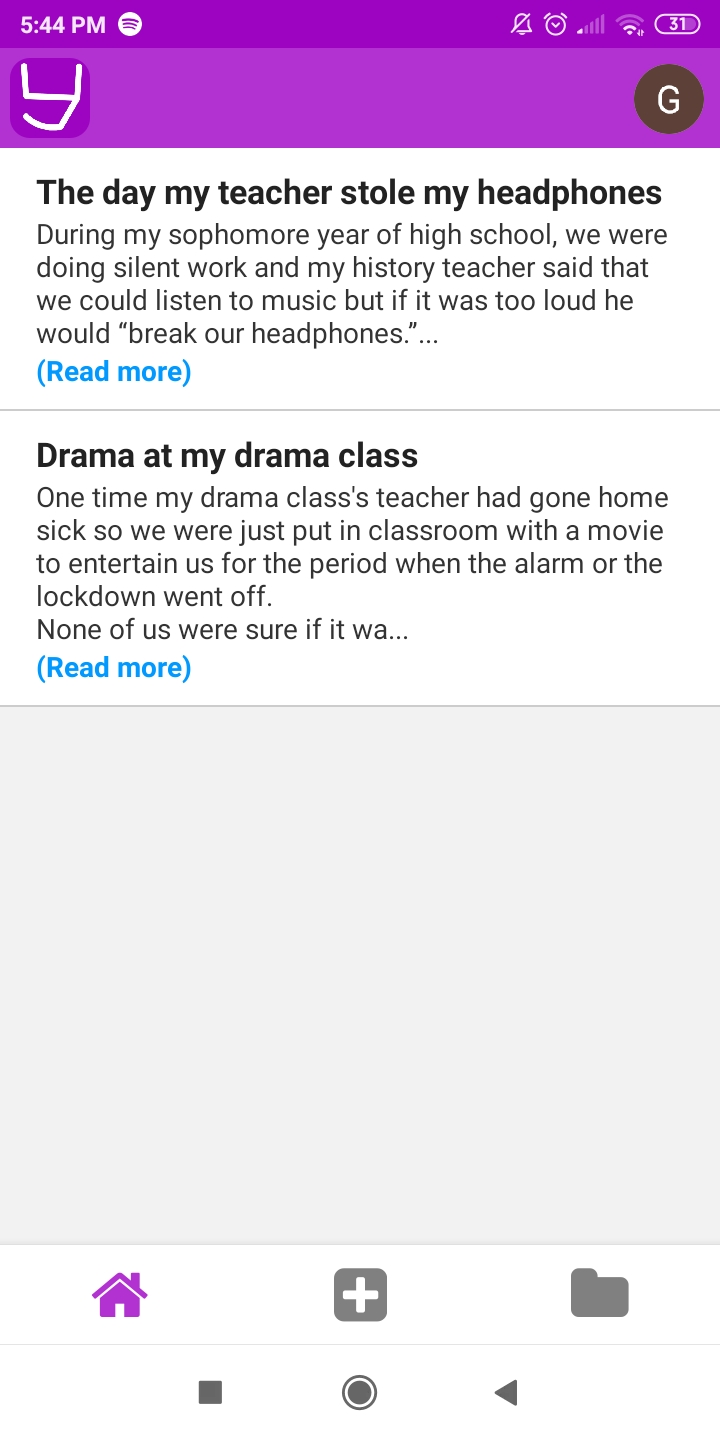 5:44 PM
31
G
The day my teacher stole my headphones
During my sophomore year of high school, we were
doing silent work and my history teacher said that
we could listen to music but if it was too loud he
would “break our headphones.”...
(Read more)
Drama at my drama class
One time my drama class's teacher had gone home
sick so we were just put in classroom with a movie
to entertain us for the period when the alarm or the
lockdown went off.
None of us were sure if it wa...
(Read more)